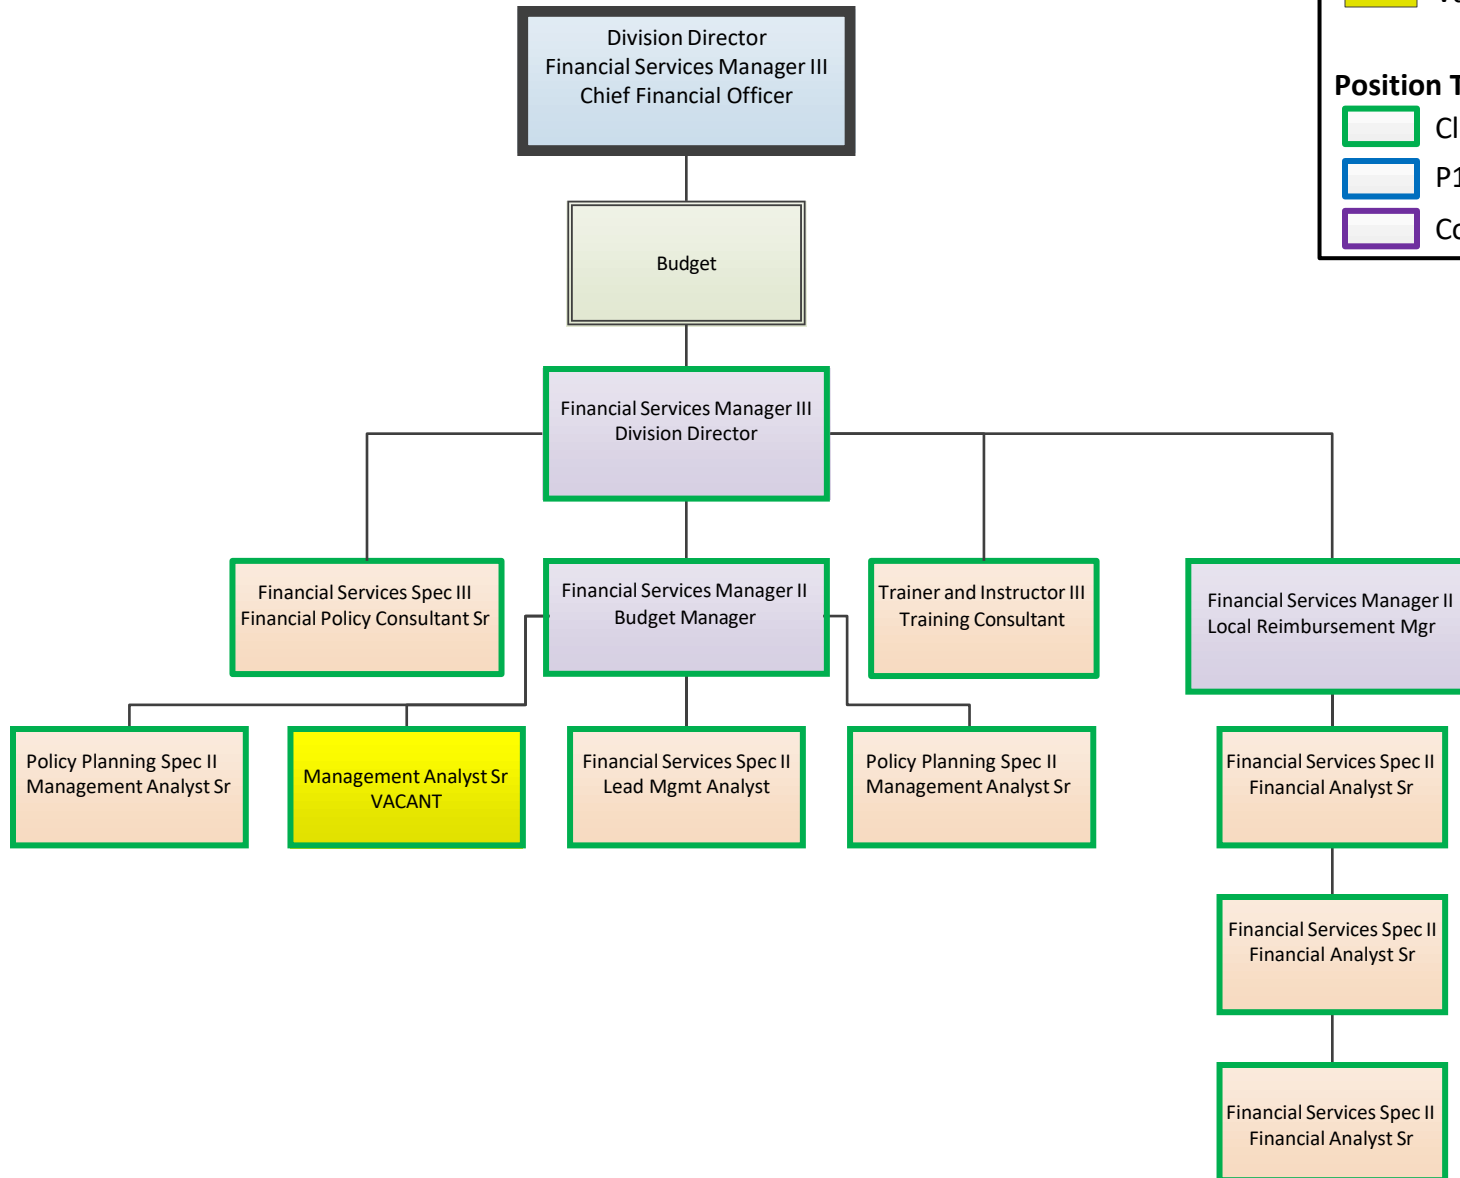 Division Director
Financial Services Manager III
Chief Financial Officer
Position
Budget
Financial Services Manager III
Division Director
Financial Services Spec III
Financial Policy Consultant Sr
Financial Services Manager II
Budget Manager
Trainer and Instructor III
Training Consultant
Financial Services Manager II
Local Reimbursement Mgr
Policy Planning Spec II
Management Analyst Sr
Management Analyst Sr
VACANT
Financial Services Spec II
Lead Mgmt Analyst
Policy Planning Spec II
Management Analyst Sr
Financial Services Spec II
Financial Analyst Sr
Financial Services Spec II
Financial Analyst Sr
Financial Services Spec II
Financial Analyst Sr